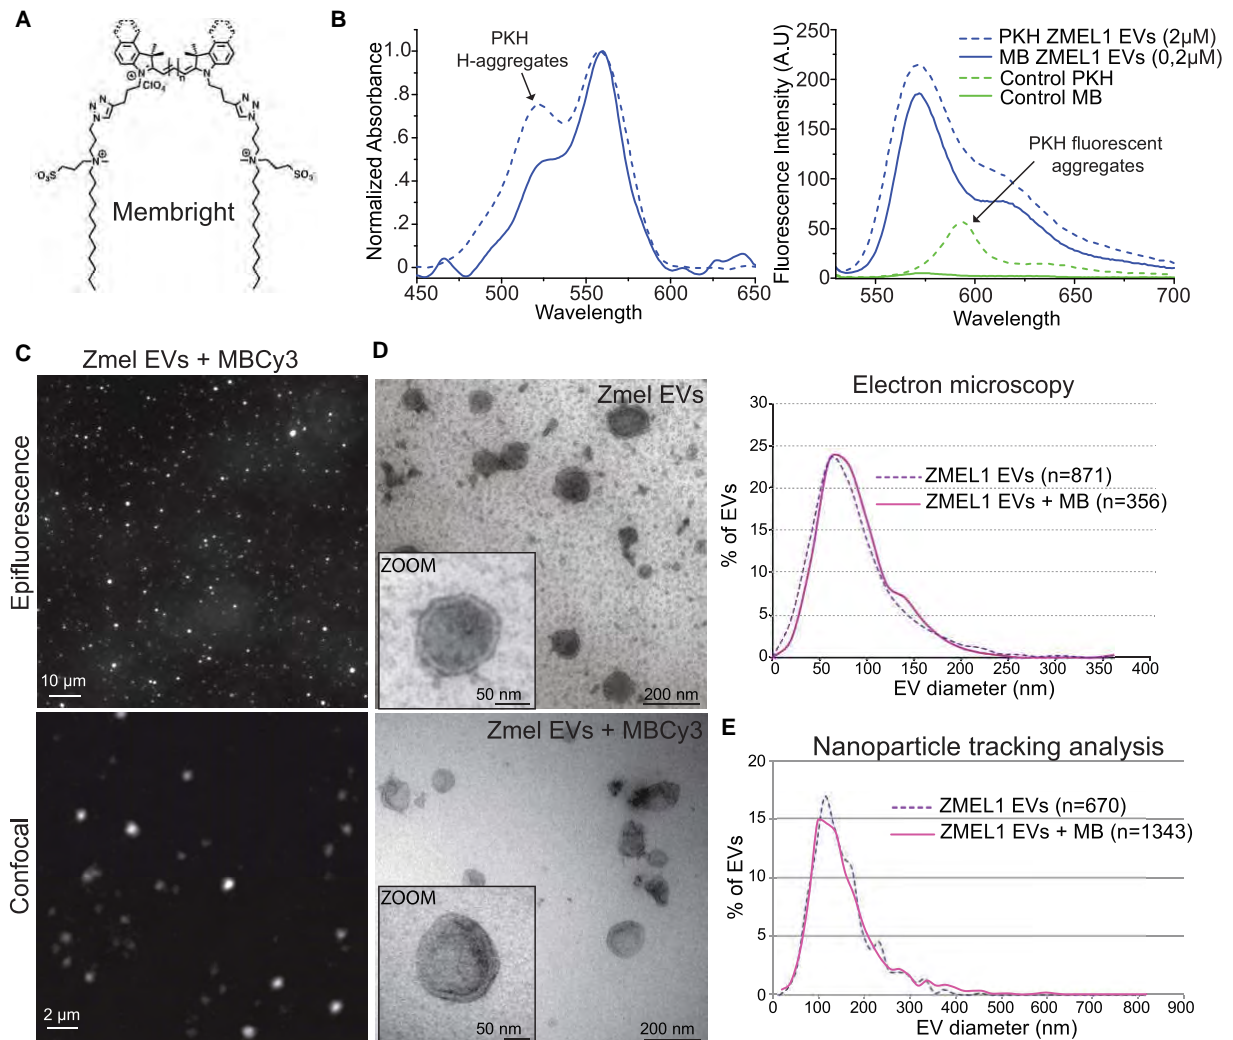 A
N
⊕
ClO₄⁻
n
N
N
N
N
N
N
N
N⊕
⁻O₃S
⊕
N
SO₃⁻
Membright
B
PKH
H-aggregates
Normalized Absorbance
1.0
.8
.6
.4
.2
0
450
500
550
600
650
Wavelength
PKH ZMEL1 EVs (2µM)
MB ZMEL1 EVs (0,2µM)
Control PKH
Control MB
PKH fluorescent
aggregates
Fluorescence Intensity (A.U)
250
200
150
100
50
0
550
600
650
700
Wavelength
C
Zmel EVs + MBCy3
Epifluorescence
10 µm
Confocal
2 µm
D
Zmel EVs
ZOOM
50 nm
200 nm
Zmel EVs + MBCy3
ZOOM
50 nm
200 nm
Electron microscopy
ZMEL1 EVs (n=871)
ZMEL1 EVs + MB (n=356)
% of EVs
30
25
20
15
10
5
0
0
50
100
150
200
250
300
350
400
EV diameter (nm)
E
Nanoparticle tracking analysis
ZMEL1 EVs (n=670)
ZMEL1 EVs + MB (n=1343)
% of EVs
20
15
10
5
0
0
100
200
300
400
500
600
700
800
900
EV diameter (nm)